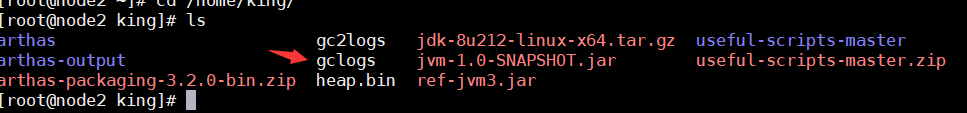 [root@node2 ~]# cd /home/king/
[root@node2 king]# ls
arthas gc2logs jdk-8u212-linux-x64.tar.gz useful-scripts-master
arthas-output gclogs jvm-1.0-SNAPSHOT.jar useful-scripts-master.zip
arthas-packaging-3.2.0-bin.zip heap.bin ref-jvm3.jar
[root@node2 king]#